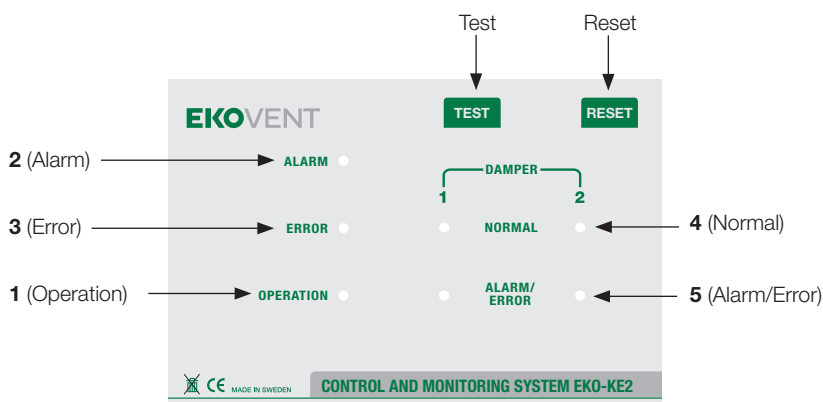 Test Reset
EKOVENT TEST RESET
2 (Alarm) ALARM
DAMPER
1 2
3 (Error) ERROR NORMAL 4 (Normal)
1 (Operation) OPERATION ALARM/
ERROR 5 (Alarm/Error)
CE MADE IN SWEDEN CONTROL AND MONITORING SYSTEM EKO-KE2